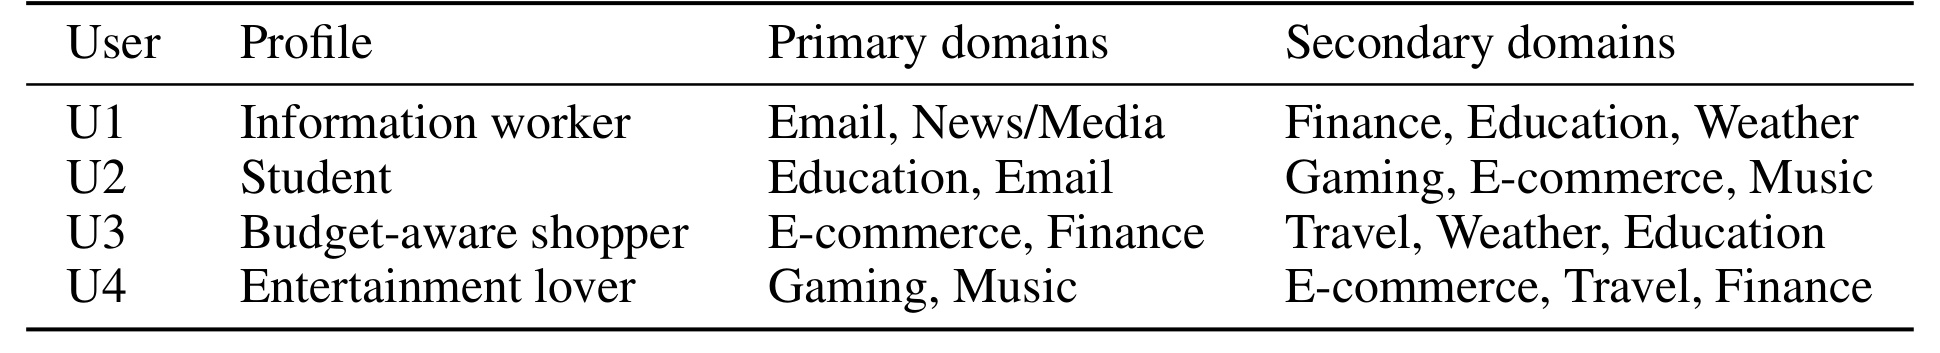 User Profile Primary domains Secondary domains
U1 Information worker Email, News/Media Finance, Education, Weather
U2 Student Education, Email Gaming, E-commerce, Music
U3 Budget-aware shopper E-commerce, Finance Travel, Weather, Education
U4 Entertainment lover Gaming, Music E-commerce, Travel, Finance